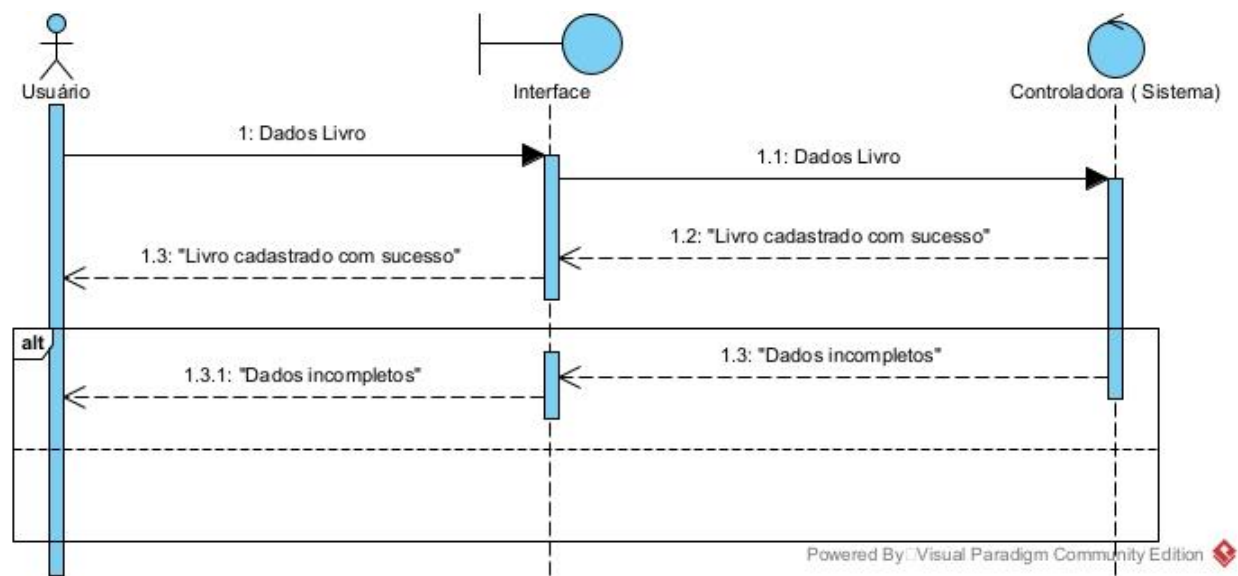 Usuário
Interface
Controladora ( Sistema)
1: Dados Livro
1.1: Dados Livro
1.2: "Livro cadastrado com sucesso"
1.3: "Livro cadastrado com sucesso"
alt
1.3: "Dados incompletos"
1.3.1: "Dados incompletos"
Powered By Visual Paradigm Community Edition